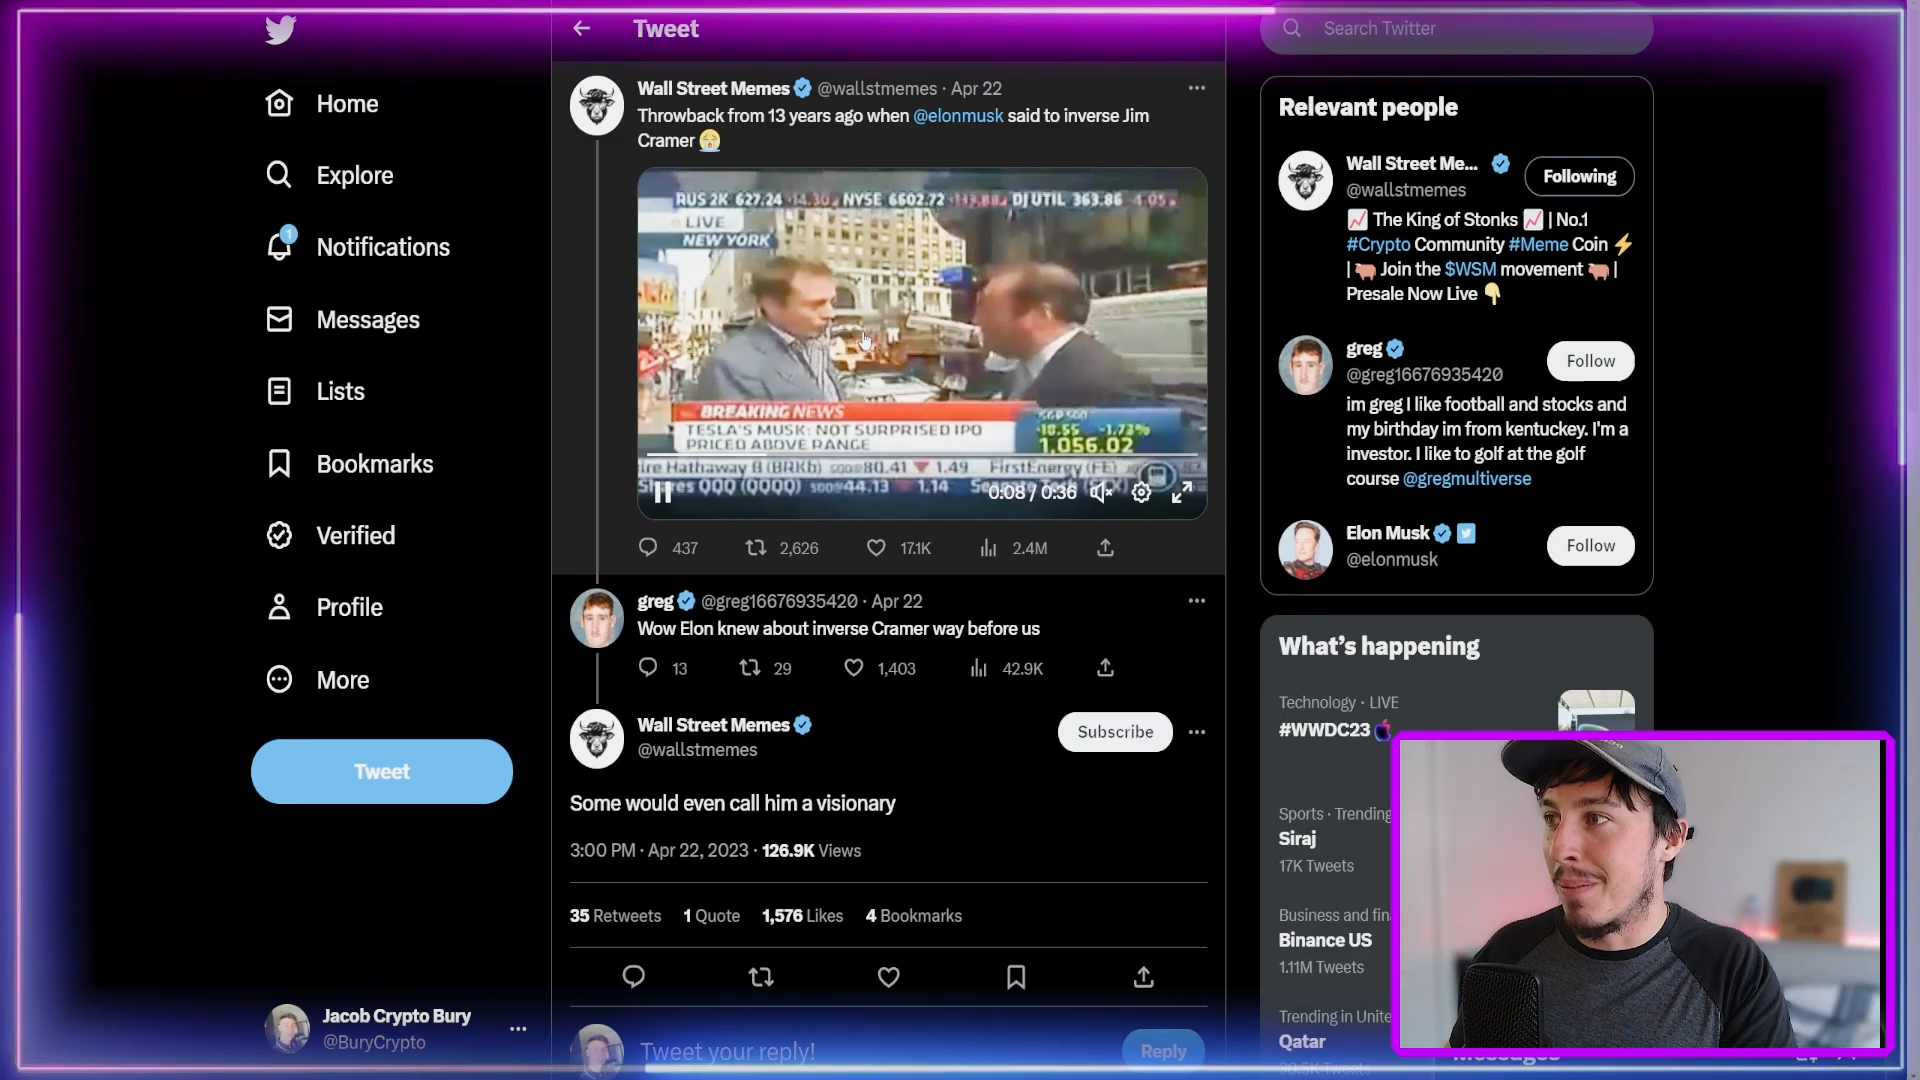 Tweet
Search Twitter
Home
Explore
1
Notifications
Messages
Lists
Bookmarks
Verified
Profile
More
Tweet
Jacob Crypto Bury
@BuryCrypto
Wall Street Memes @wallstmemes · Apr 22
Throwback from 13 years ago when @elonmusk said to inverse Jim
Cramer 😭
RUS 2K 627.24 14.30 NYSE 6602.72 DJ UTIL 363.86 4.05
LIVE
NEW YORK
BREAKING NEWS
TESLA'S MUSK: NOT SURPRISED IPO
PRICED ABOVE RANGE
S&P 500
-18.55 -1.73%
1,056.02
ire Hathaway B (BRKb) 80.41 ▼ 1.49 FirstEnergy (FE)
Shares QQQ (QQQQ) 44.13 1.14
0:08 / 0:36
437 2,626 17.1K 2.4M
greg @greg16676935420 · Apr 22
Wow Elon knew about inverse Cramer way before us
13 29 1,403 42.9K
Wall Street Memes
@wallstmemes
Subscribe
Some would even call him a visionary
3:00 PM · Apr 22, 2023 · 126.9K Views
35 Retweets 1 Quote 1,576 Likes 4 Bookmarks
Tweet your reply!
Reply
Relevant people
Wall Street Me...
@wallstmemes
Following
📈 The King of Stonks 📈 | No.1
#Crypto Community #Meme Coin ⚡
| 🐂 Join the $WSM movement 🐂 |
Presale Now Live 👇
greg
@greg16676935420
Follow
im greg I like football and stocks and
my birthday im from kentuckey. I'm a
investor. I like to golf at the golf
course @gregmultiverse
Elon Musk
@elonmusk
Follow
What's happening
Technology · LIVE
#WWDC23
Sports · Trending
Siraj
17K Tweets
Business and fin
Binance US
1.11M Tweets
Trending in Unite
Qatar
Messages